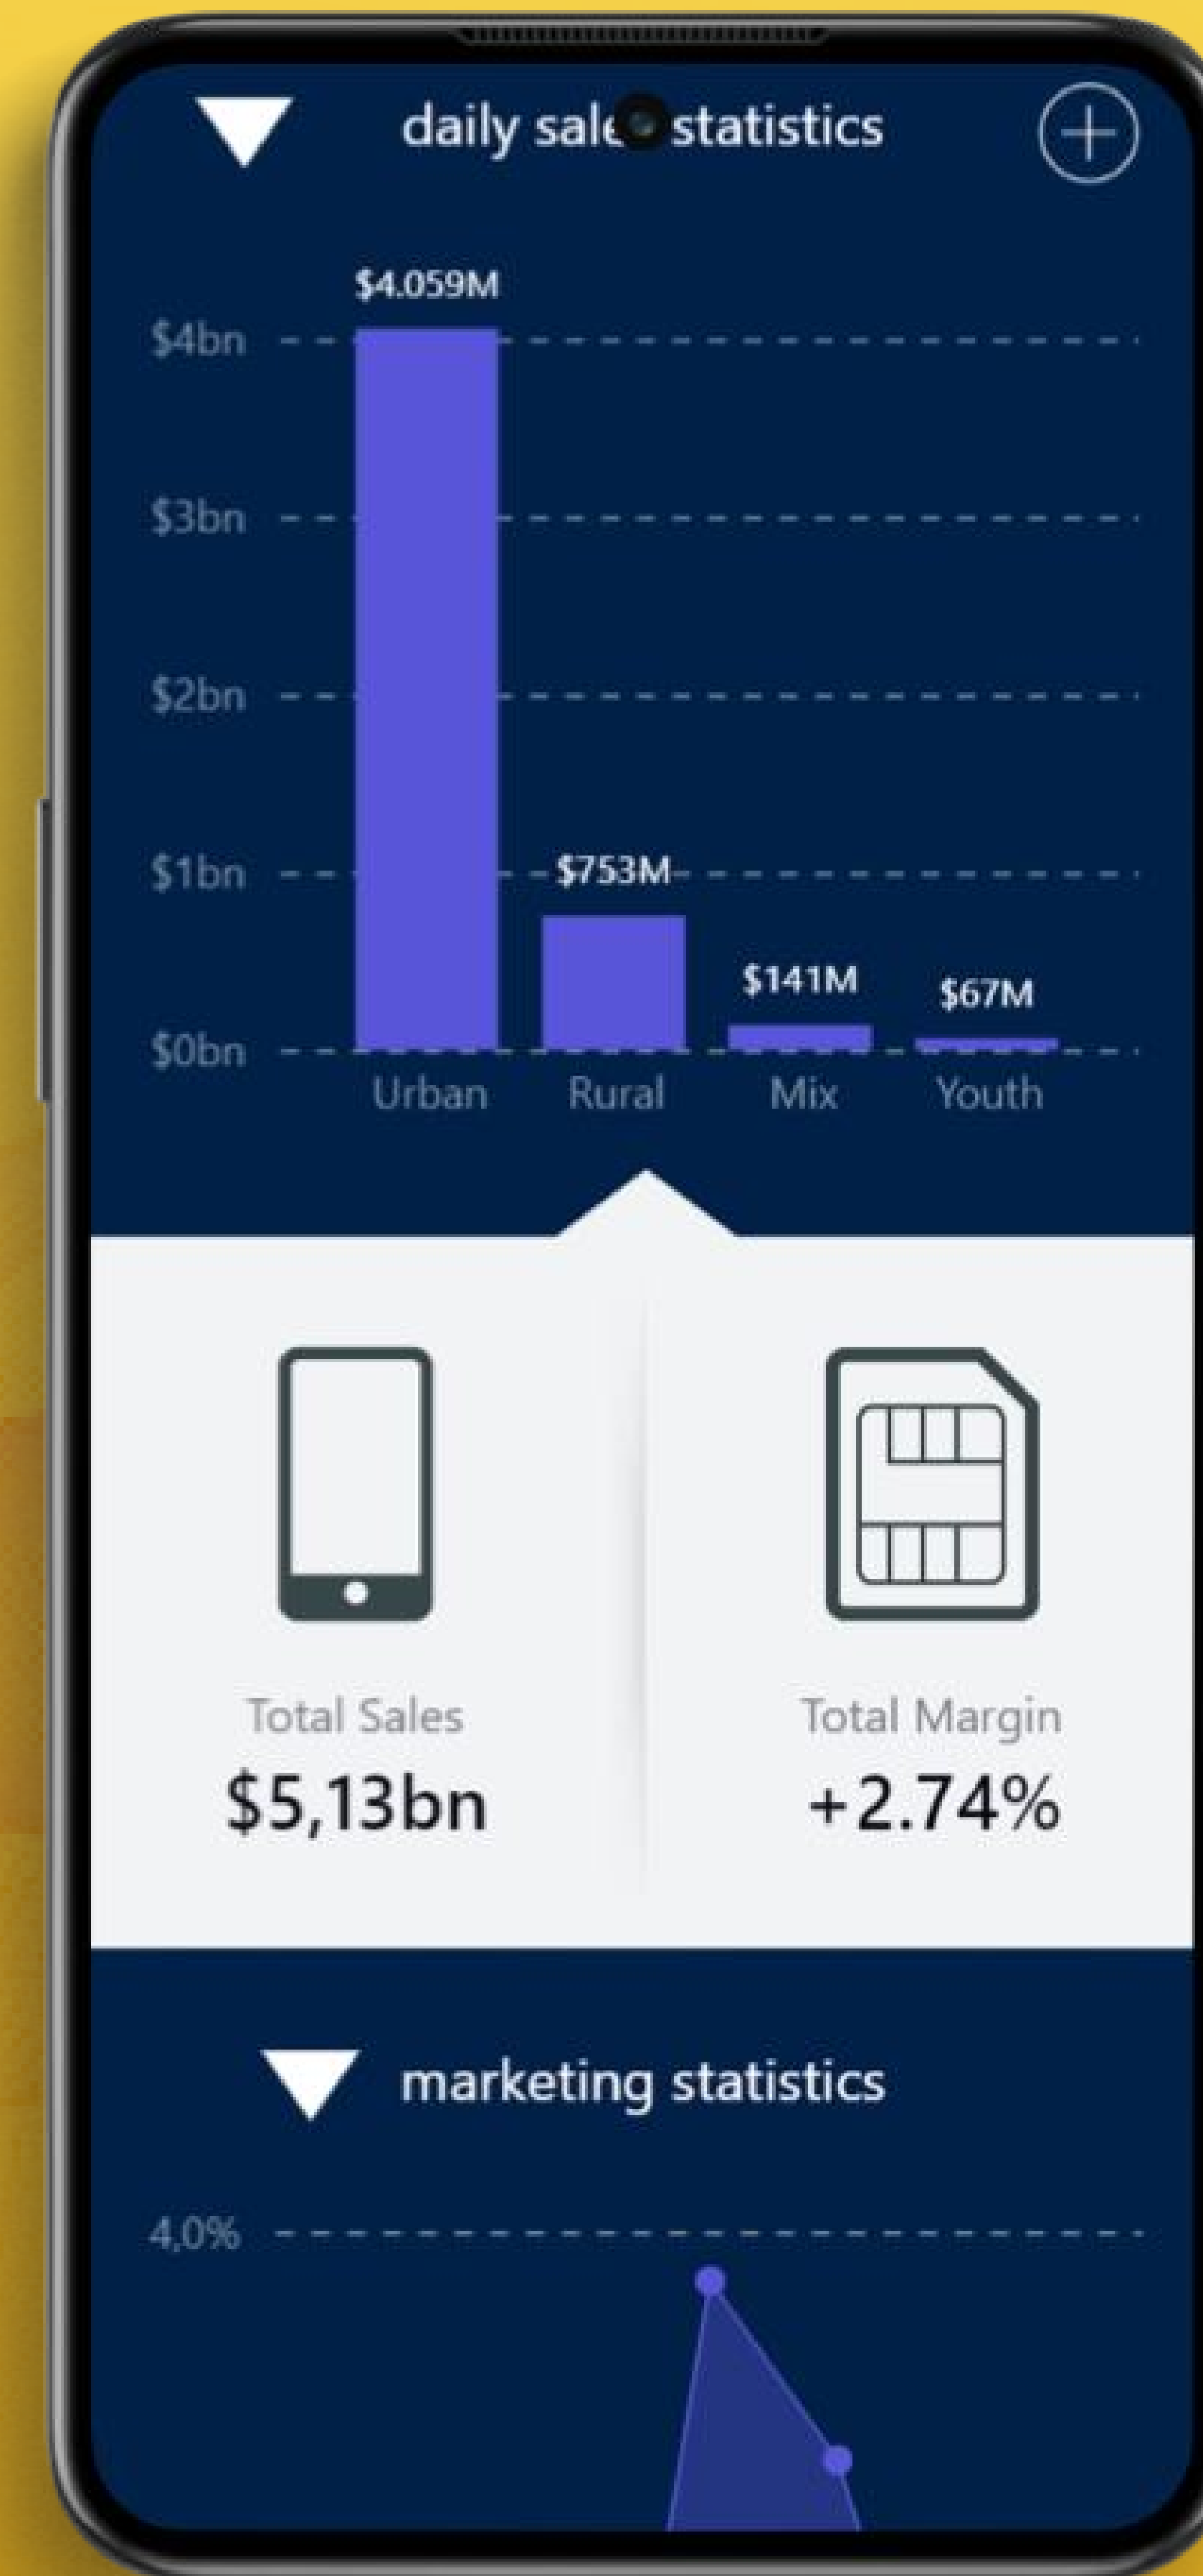 daily sale statistics
$4.059M
$4bn
$3bn
$2bn
$1bn
$753M
$141M
$67M
$0bn
Urban Rural Mix Youth
Total Sales
$5,13bn
Total Margin
+2.74%
marketing statistics
4,0%